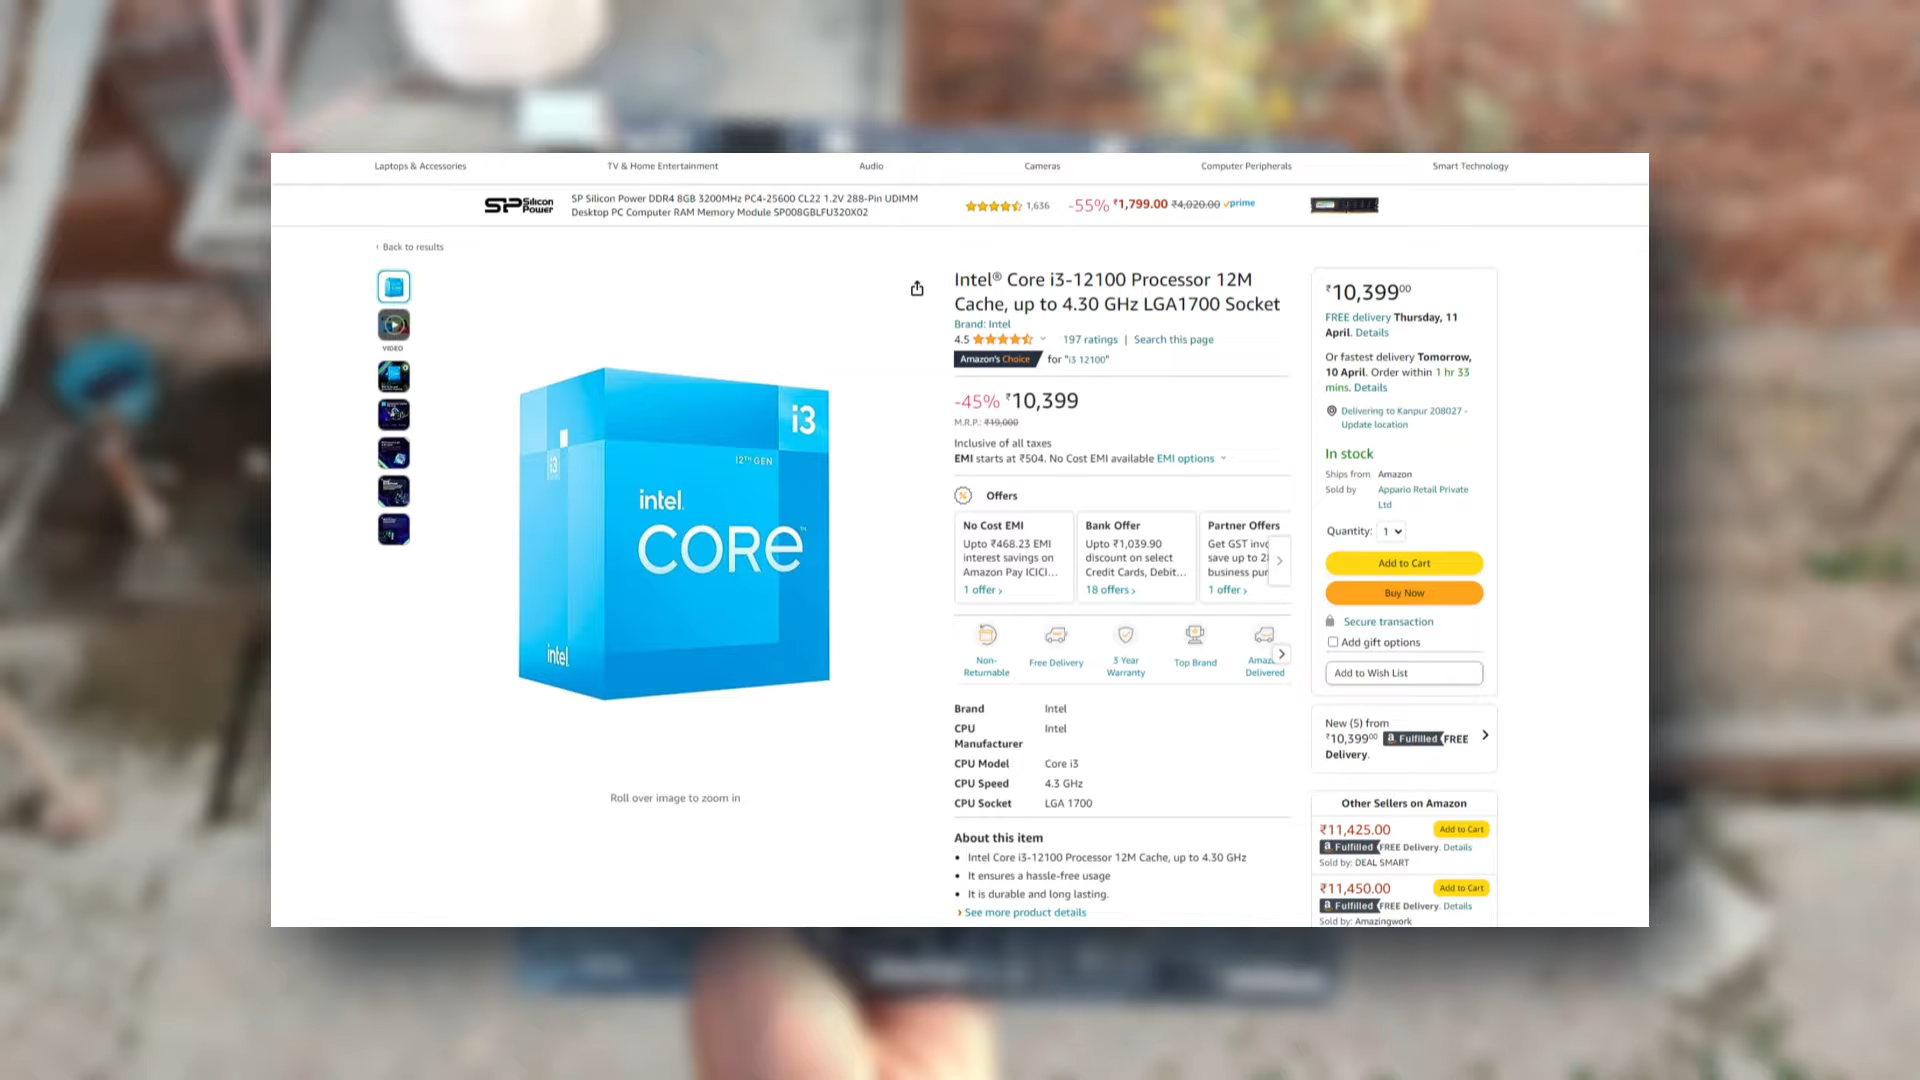 Laptops & Accessories TV & Home Entertainment Audio Cameras Computer Peripherals Smart Technology
SP Silicon Power
SP Silicon Power DDR4 8GB 3200MHz PC4-25600 CL22 1.2V 288-Pin UDIMM
Desktop PC Computer RAM Memory Module SP008GBLFU320X02
1,636 -55% ₹1,799.00 ₹4,020.00 prime
‹ Back to results
VIDEO
i3
12TH GEN
i3
intel.
CORE™
intel.
Roll over image to zoom in
Intel® Core i3-12100 Processor 12M
Cache, up to 4.30 GHz LGA1700 Socket
Brand: Intel
4.5 197 ratings | Search this page
Amazon's Choice for "i3 12100"
-45% ₹10,399
M.R.P.: ₹19,000
Inclusive of all taxes
EMI starts at ₹504. No Cost EMI available EMI options
Offers
No Cost EMI
Upto ₹468.23 EMI
interest savings on
Amazon Pay ICICI…
1 offer ›
Bank Offer
Upto ₹1,039.90
discount on select
Credit Cards, Debit…
18 offers ›
Partner Offers
Get GST invo
save up to 2
business pur
1 offer ›
Non-
Returnable
Free Delivery
3 Year
Warranty
Top Brand
Amaz
Delivered
Brand Intel
CPU Intel
Manufacturer
CPU Model Core i3
CPU Speed 4.3 GHz
CPU Socket LGA 1700
About this item
• Intel Core i3-12100 Processor 12M Cache, up to 4.30 GHz
• It ensures a hassle-free usage
• It is durable and long lasting.
› See more product details
₹10,399⁰⁰
FREE delivery Thursday, 11
April. Details
Or fastest delivery Tomorrow,
10 April. Order within 1 hr 33
mins. Details
Delivering to Kanpur 208027 -
Update location
In stock
Ships from Amazon
Sold by Appario Retail Private
Ltd
Quantity: 1
Add to Cart
Buy Now
Secure transaction
Add gift options
Add to Wish List
New (5) from
₹10,399⁰⁰ a Fulfilled FREE
Delivery.
Other Sellers on Amazon
₹11,425.00 Add to Cart
a Fulfilled FREE Delivery. Details
Sold by: DEAL SMART
₹11,450.00 Add to Cart
a Fulfilled FREE Delivery. Details
Sold by: Amazingwork